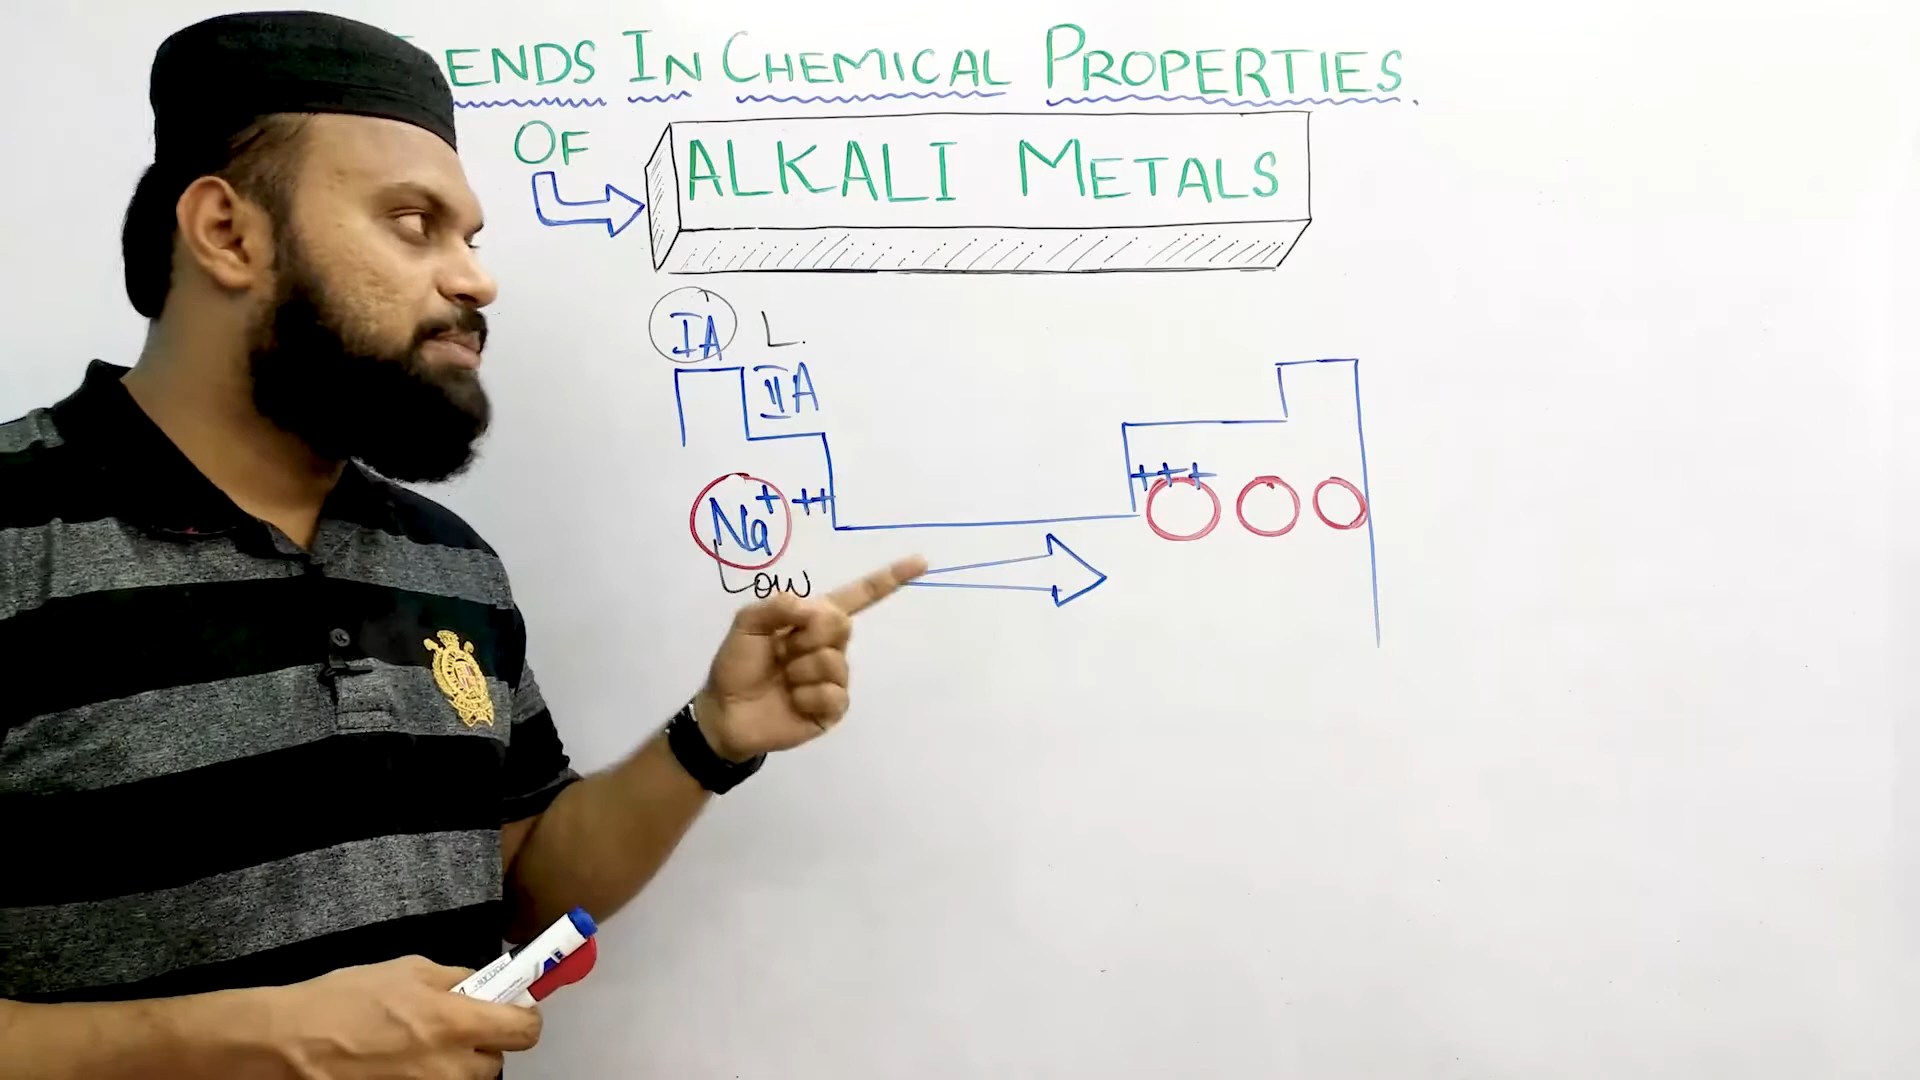 ENDS IN CHEMICAL PROPERTIES.
OF
ALKALI METALS
IA L.
IIA
Na+ ++ +++
Low